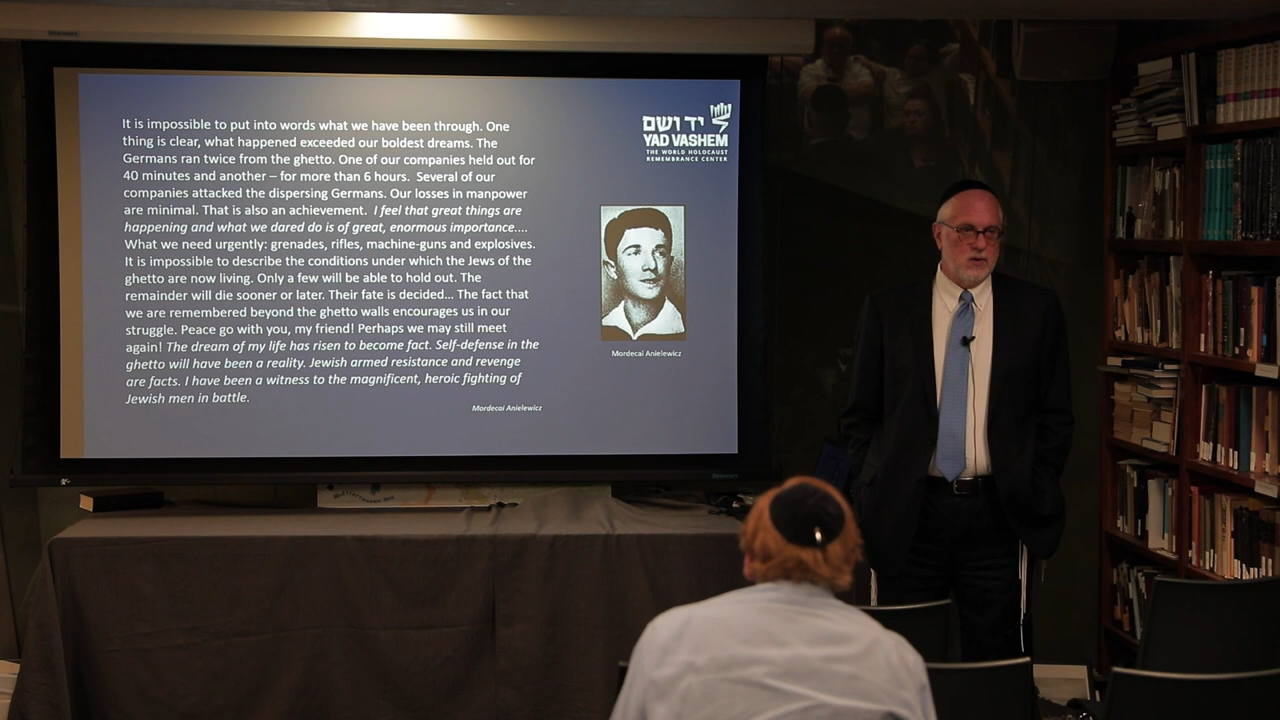 It is impossible to put into words what we have been through. One
thing is clear, what happened exceeded our boldest dreams. The
Germans ran twice from the ghetto. One of our companies held out for
40 minutes and another – for more than 6 hours.  Several of our
companies attacked the dispersing Germans. Our losses in manpower
are minimal. That is also an achievement.  I feel that great things are
happening and what we dared do is of great, enormous importance....
What we need urgently: grenades, rifles, machine-guns and explosives.
It is impossible to describe the conditions under which the Jews of the
ghetto are now living. Only a few will be able to hold out. The
remainder will die sooner or later. Their fate is decided... The fact that
we are remembered beyond the ghetto walls encourages us in our
struggle. Peace go with you, my friend! Perhaps we may still meet
again! The dream of my life has risen to become fact. Self-defense in the
ghetto will have been a reality. Jewish armed resistance and revenge
are facts. I have been a witness to the magnificent, heroic fighting of
Jewish men in battle.
Mordecai Anielewicz
יד ושם
YAD VASHEM
THE WORLD HOLOCAUST
REMEMBRANCE CENTER
Mordecai Anielewicz